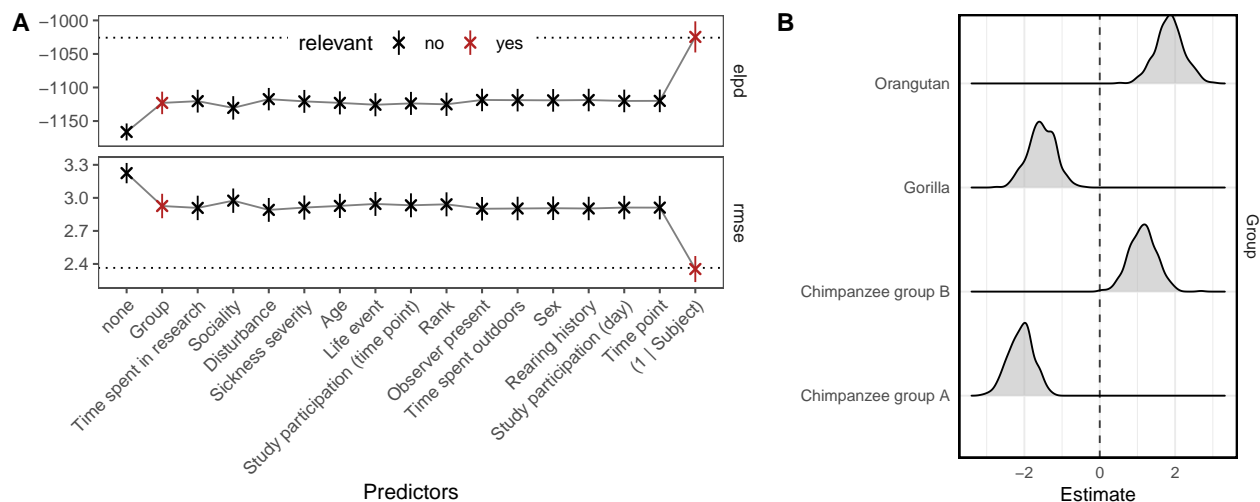 A
−1000
−1050
−1100
−1150
relevant no yes
elpd
3.3
3.0
2.7
2.4
rmse
none
Group
Time spent in research
Sociality
Disturbance
Sickness severity
Age
Life event
Study participation (time point)
Rank
Observer present
Time spent outdoors
Sex
Rearing history
Study participation (day)
Time point
(1 | Subject)
Predictors
B
Orangutan
Gorilla
Chimpanzee group B
Chimpanzee group A
Group
−2 0 2
Estimate